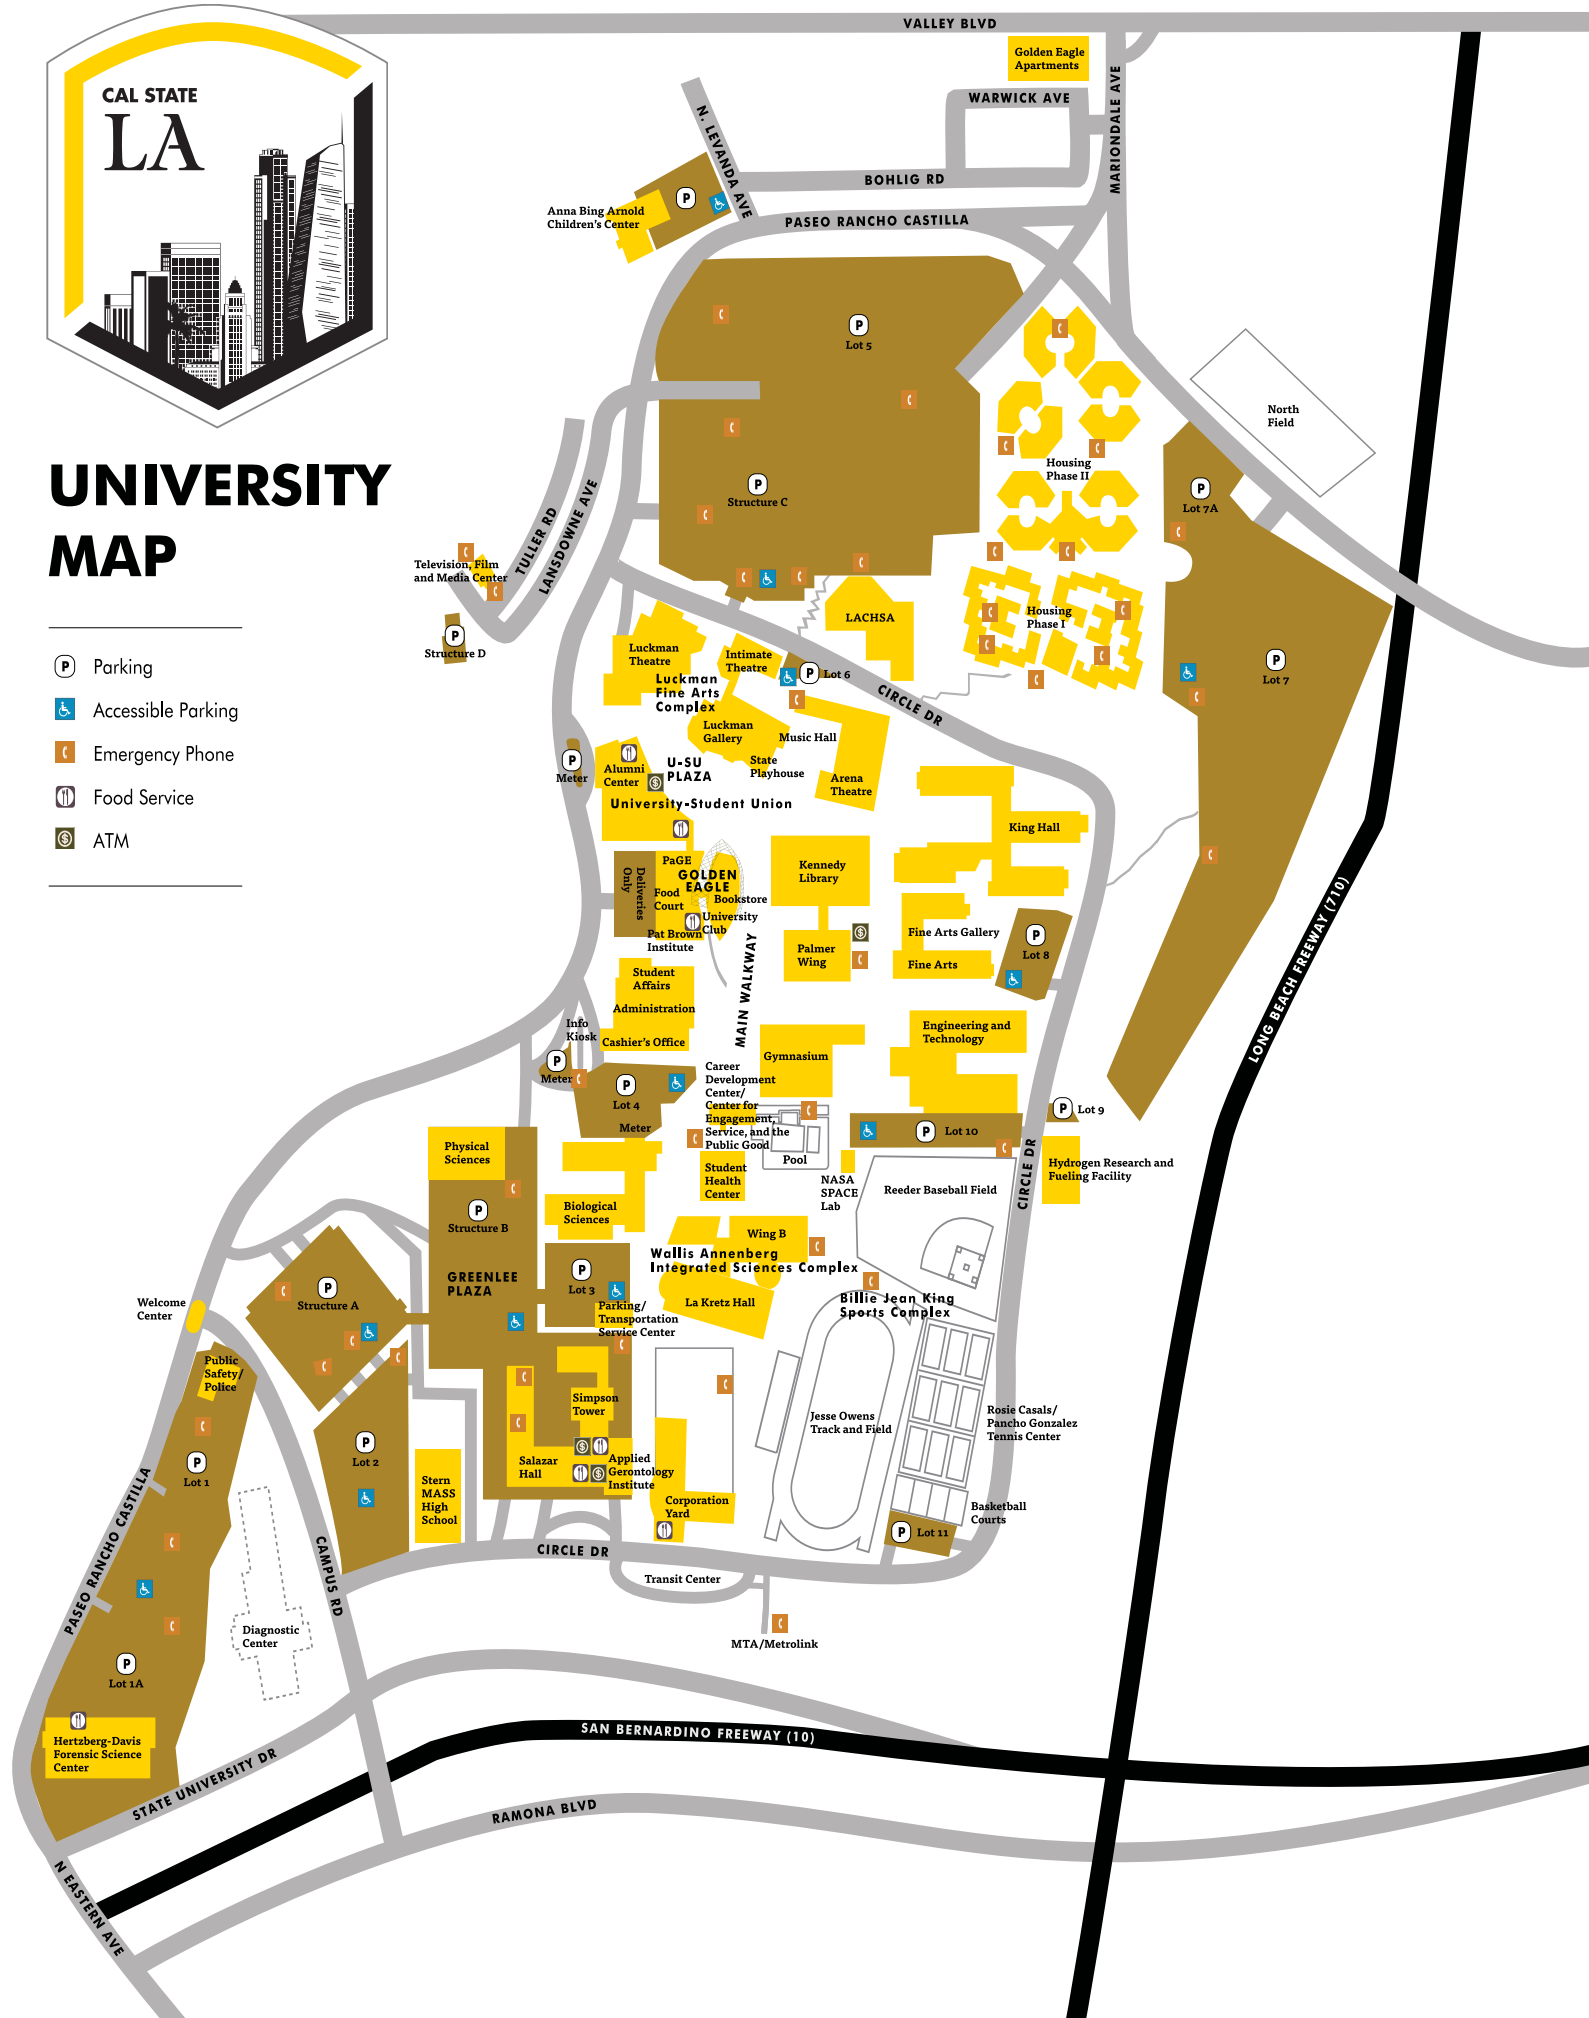 CAL STATE
LA
UNIVERSITY
MAP
P Parking
Accessible Parking
Emergency Phone
Food Service
$ ATM
VALLEY BLVD
Golden Eagle
Apartments
WARWICK AVE
MARIONDALE AVE
N. LEVANDA AVE
BOHLIG RD
P
Anna Bing Arnold
Children's Center
PASEO RANCHO CASTILLA
P
Lot 5
North
Field
Housing
Phase II
P
Structure C
P
Lot 7A
TULLER RD
LANSDOWNE AVE
Television, Film
and Media Center
P
Structure D
LACHSA
Housing
Phase I
Luckman
Theatre
Intimate
Theatre
P Lot 6
P
Lot 7
Luckman
Fine Arts
Complex
CIRCLE DR
Luckman
Gallery
Music Hall
State
Playhouse
P
Meter
Alumni
Center
$
U-SU
PLAZA
Arena
Theatre
University-Student Union
King Hall
PaGE
GOLDEN
EAGLE
Kennedy
Library
Deliveries
Only
Food
Court
Bookstore
University
Club
Pat Brown
Institute
$
Palmer
Wing
Fine Arts Gallery
Fine Arts
P
Lot 8
MAIN WALKWAY
LONG BEACH FREEWAY (710)
Student
Affairs
Administration
Cashier's Office
Info
Kiosk
Engineering and
Technology
Gymnasium
P
Meter
P
Lot 4
Meter
Career
Development
Center/
Center for
Engagement,
Service, and the
Public Good
P Lot 9
P Lot 10
Pool
Physical
Sciences
Student
Health
Center
NASA
SPACE
Lab
Reeder Baseball Field
CIRCLE DR
Hydrogen Research and
Fueling Facility
P
Structure B
Biological
Sciences
Wing B
Wallis Annenberg
Integrated Sciences Complex
GREENLEE
PLAZA
P
Lot 3
La Kretz Hall
Billie Jean King
Sports Complex
P
Structure A
Welcome
Center
Parking/
Transportation
Service Center
Public
Safety/
Police
Simpson
Tower
Jesse Owens
Track and Field
Rosie Casals/
Pancho Gonzalez
Tennis Center
P
Lot 1
P
Lot 2
Stern
MASS
High
School
Salazar
Hall
$
$
Applied
Gerontology
Institute
Corporation
Yard
Basketball
Courts
P Lot 11
PASEO RANCHO CASTILLA
CAMPUS RD
CIRCLE DR
Transit Center
MTA/Metrolink
Diagnostic
Center
P
Lot 1A
Hertzberg-Davis
Forensic Science
Center
STATE UNIVERSITY DR
SAN BERNARDINO FREEWAY (10)
RAMONA BLVD
N EASTERN AVE